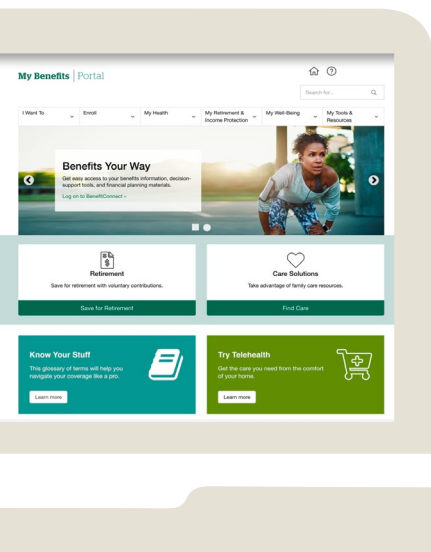 My Benefits | Portal
Search for...
I Want To
Enroll
My Health
My Retirement &
Income Protection
My Well-Being
My Tools &
Resources
Benefits Your Way
Get easy access to your benefits information, decision-
support tools, and financial planning materials.
Log on to BenefitConnect ›
Retirement
Save for retirement with voluntary contributions.
Save for Retirement
Care Solutions
Take advantage of family care resources.
Find Care
Know Your Stuff
This glossary of terms will help you
navigate your coverage like a pro.
Learn more
Try Telehealth
Get the care you need from the comfort
of your home.
Learn more